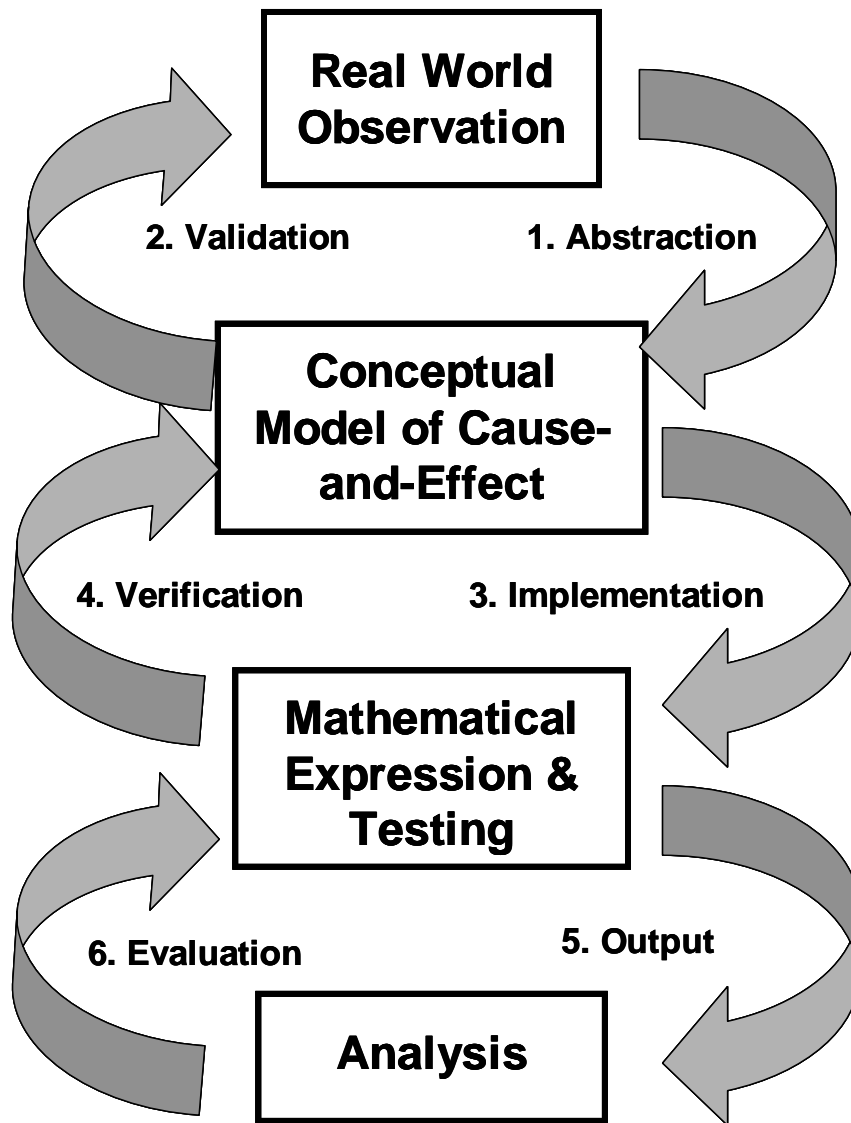 Real World
Observation
2. Validation
1. Abstraction
Conceptual
Model of Cause-
and-Effect
4. Verification
3. Implementation
Mathematical
Expression &
Testing
6. Evaluation
5. Output
Analysis